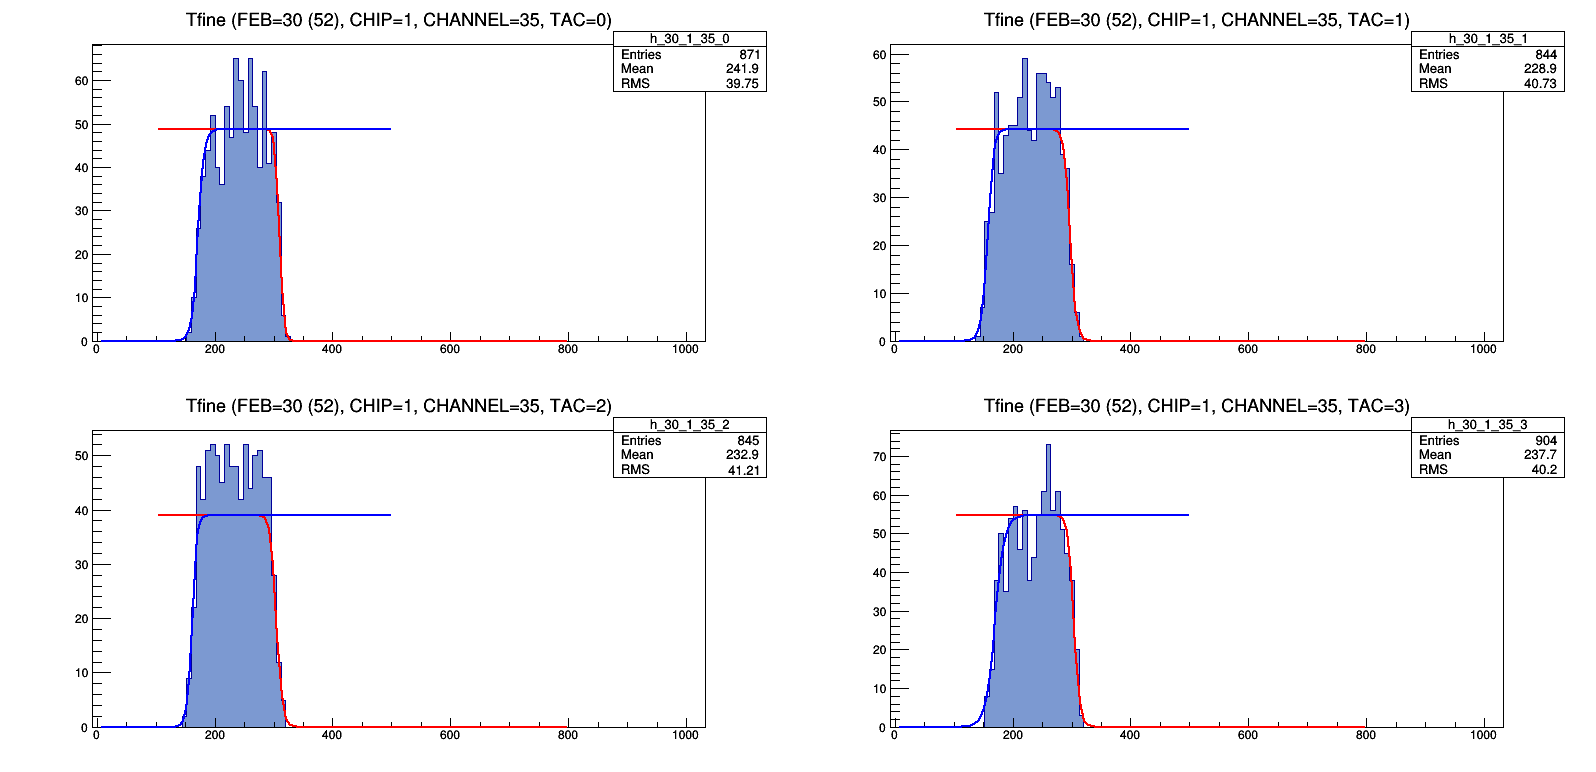 Tfine (FEB=30 (52), CHIP=1, CHANNEL=35, TAC=0)
h_30_1_35_0
Entries 871
Mean 241.9
RMS 39.75
60
50
40
30
20
10
0
0 200 400 600 800 1000
Tfine (FEB=30 (52), CHIP=1, CHANNEL=35, TAC=1)
h_30_1_35_1
Entries 844
Mean 228.9
RMS 40.73
60
50
40
30
20
10
0
0 200 400 600 800 1000
Tfine (FEB=30 (52), CHIP=1, CHANNEL=35, TAC=2)
h_30_1_35_2
Entries 845
Mean 232.9
RMS 41.21
50
40
30
20
10
0
0 200 400 600 800 1000
Tfine (FEB=30 (52), CHIP=1, CHANNEL=35, TAC=3)
h_30_1_35_3
Entries 904
Mean 237.7
RMS 40.2
70
60
50
40
30
20
10
0
0 200 400 600 800 1000